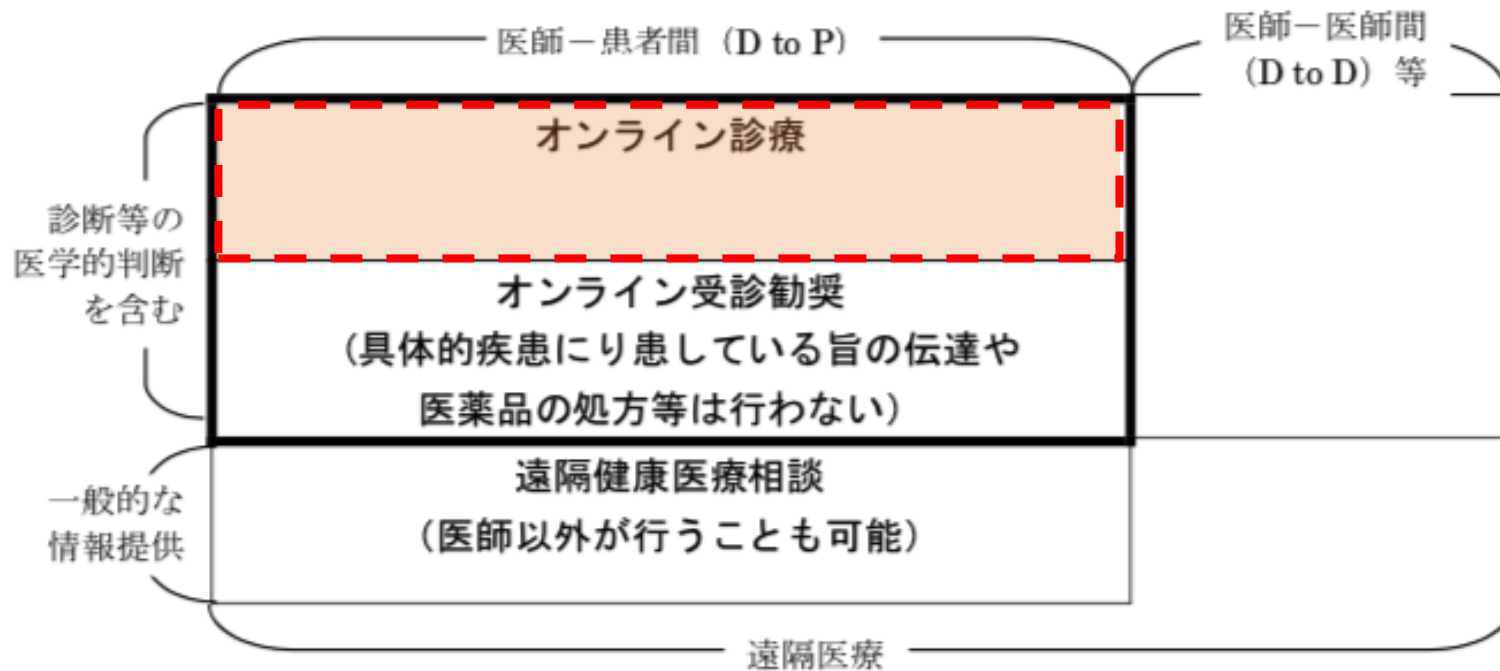 医師－患者間（D to P）
医師－医師間
（D to D）等
オンライン診療
診断等の
医学的判断
を含む
オンライン受診勧奨
（具体的疾患にり患している旨の伝達や
医薬品の処方等は行わない）
一般的な
情報提供
遠隔健康医療相談
（医師以外が行うことも可能）
遠隔医療